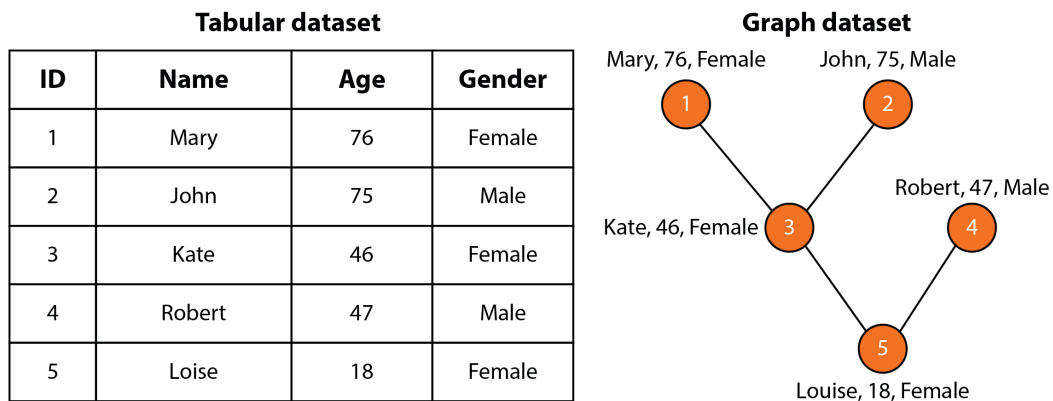 Tabular dataset
ID Name Age Gender
1 Mary 76 Female
2 John 75 Male
3 Kate 46 Female
4 Robert 47 Male
5 Loise 18 Female
Graph dataset
Mary, 76, Female
John, 75, Male
1
2
Robert, 47, Male
Kate, 46, Female
3
4
5
Louise, 18, Female